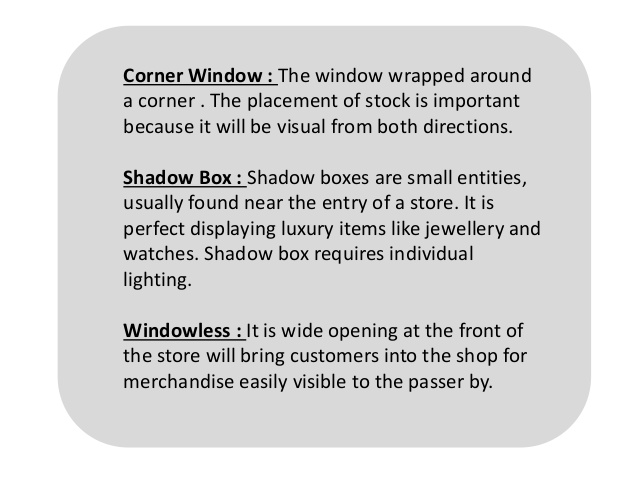 Corner Window : The window wrapped around
a corner . The placement of stock is important
because it will be visual from both directions.
Shadow Box : Shadow boxes are small entities,
usually found near the entry of a store. It is
perfect displaying luxury items like jewellery and
watches. Shadow box requires individual
lighting.
Windowless : It is wide opening at the front of
the store will bring customers into the shop for
merchandise easily visible to the passer by.